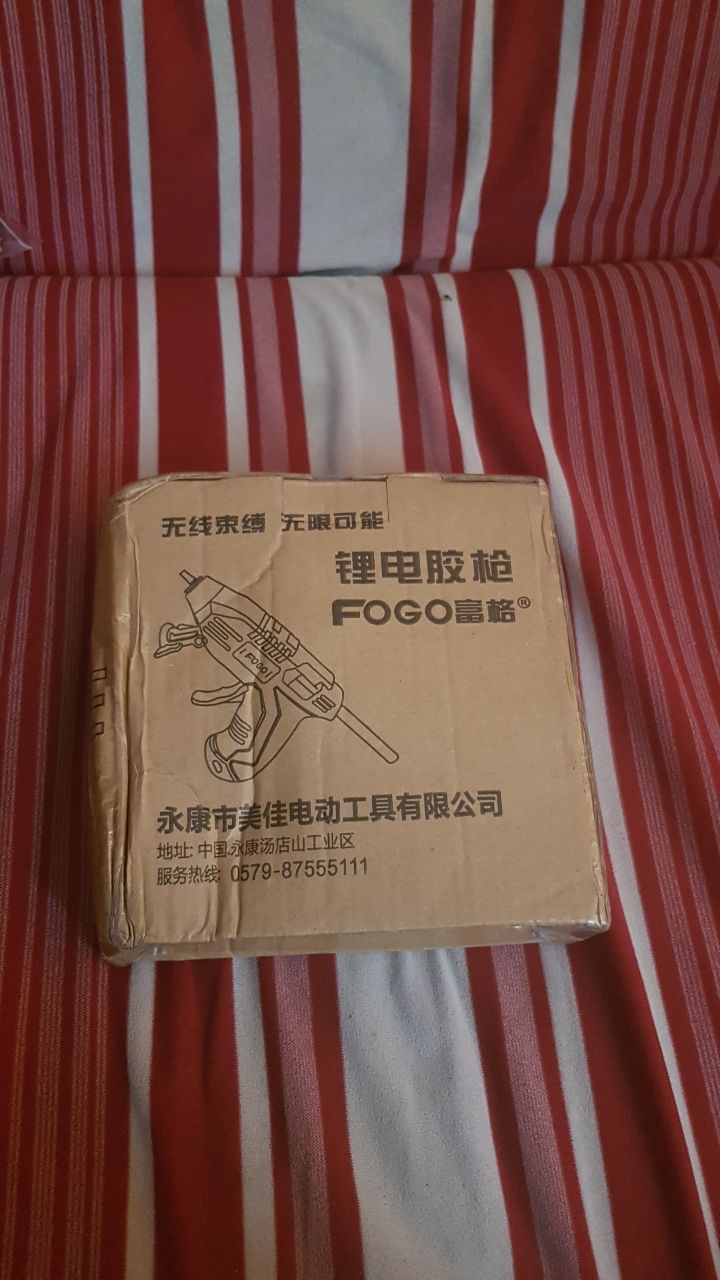 无线束缚 无限可能
锂电胶枪
FOGO富格®
FOGO
永康市美佳电动工具有限公司
地址: 中国.永康汤店山工业区
服务热线: 0579-87555111